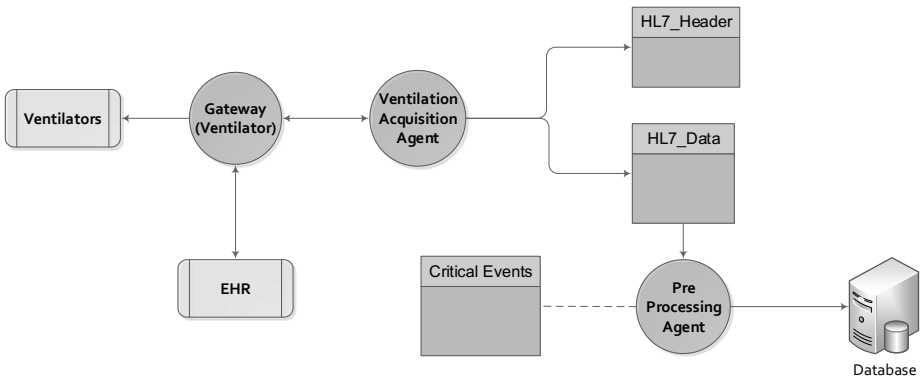 HL7_Header
Ventilators
Gateway
(Ventilator)
Ventilation
Acquisition
Agent
HL7_Data
EHR
Critical Events
Pre
Processing
Agent
Database